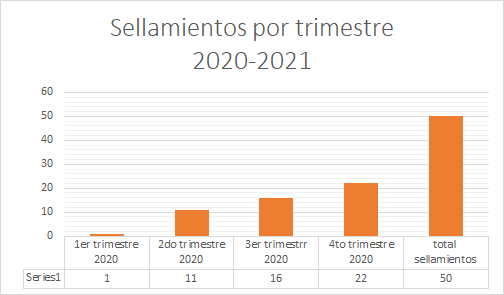 Sellamientos por trimestre
2020-2021
60
50
40
30
20
10
0
1er trimestre 2do trimestre 3er trimestrr 4to trimestre total
2020 2020 2020 2020 sellamientos
Series1 1 11 16 22 50